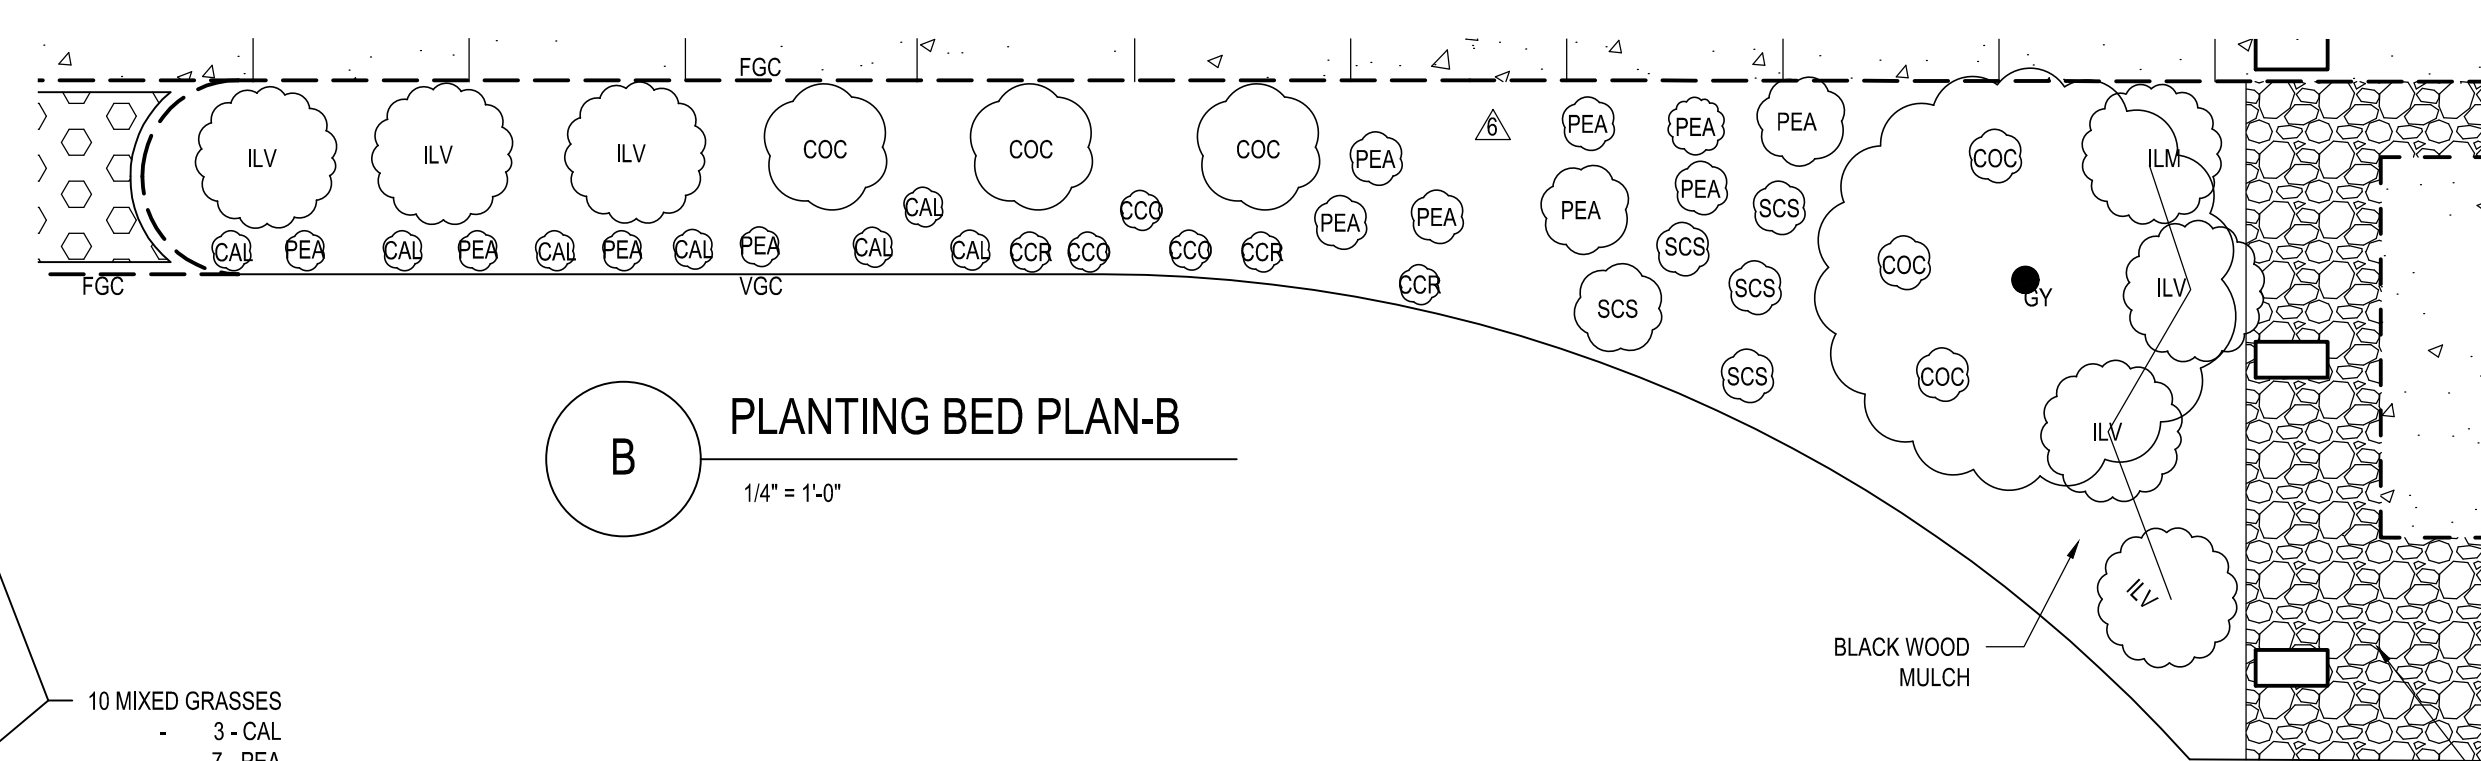 FGC
6
PEA
PEA
PEA
ILV
ILV
ILV
COC
COC
COC
PEA
COC
ILM
CAL
CCO
PEA
PEA
PEA
PEA
PEA
SCS
CAL
PEA
CAL
PEA
CAL
PEA
CAL
PEA
CAL
CAL
CCR
CCO
CCO
CCR
SCS
COC
FGC
VGC
CCR
SCS
SCS
GY
ILV
SCS
COC
ILV
B
PLANTING BED PLAN-B
1/4" = 1'-0"
ILV
BLACK WOOD
MULCH
10 MIXED GRASSES
- 3 - CAL
7 - PEA